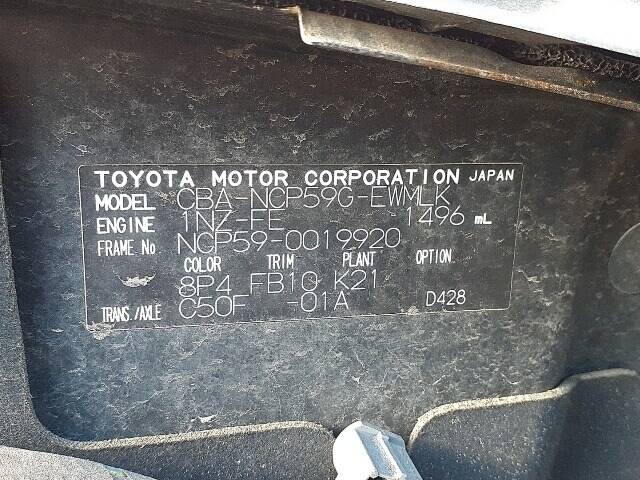 TOYOTA MOTOR CORPORATION JAPAN
MODEL CBA-NCP59G-EWMLK
ENGINE 1NZ-FE 1496 mL
FRAME No NCP59-0019920
COLOR TRIM PLANT OPTION
8P4 FB10 K21
TRANS./AXLE C50F -01A D428